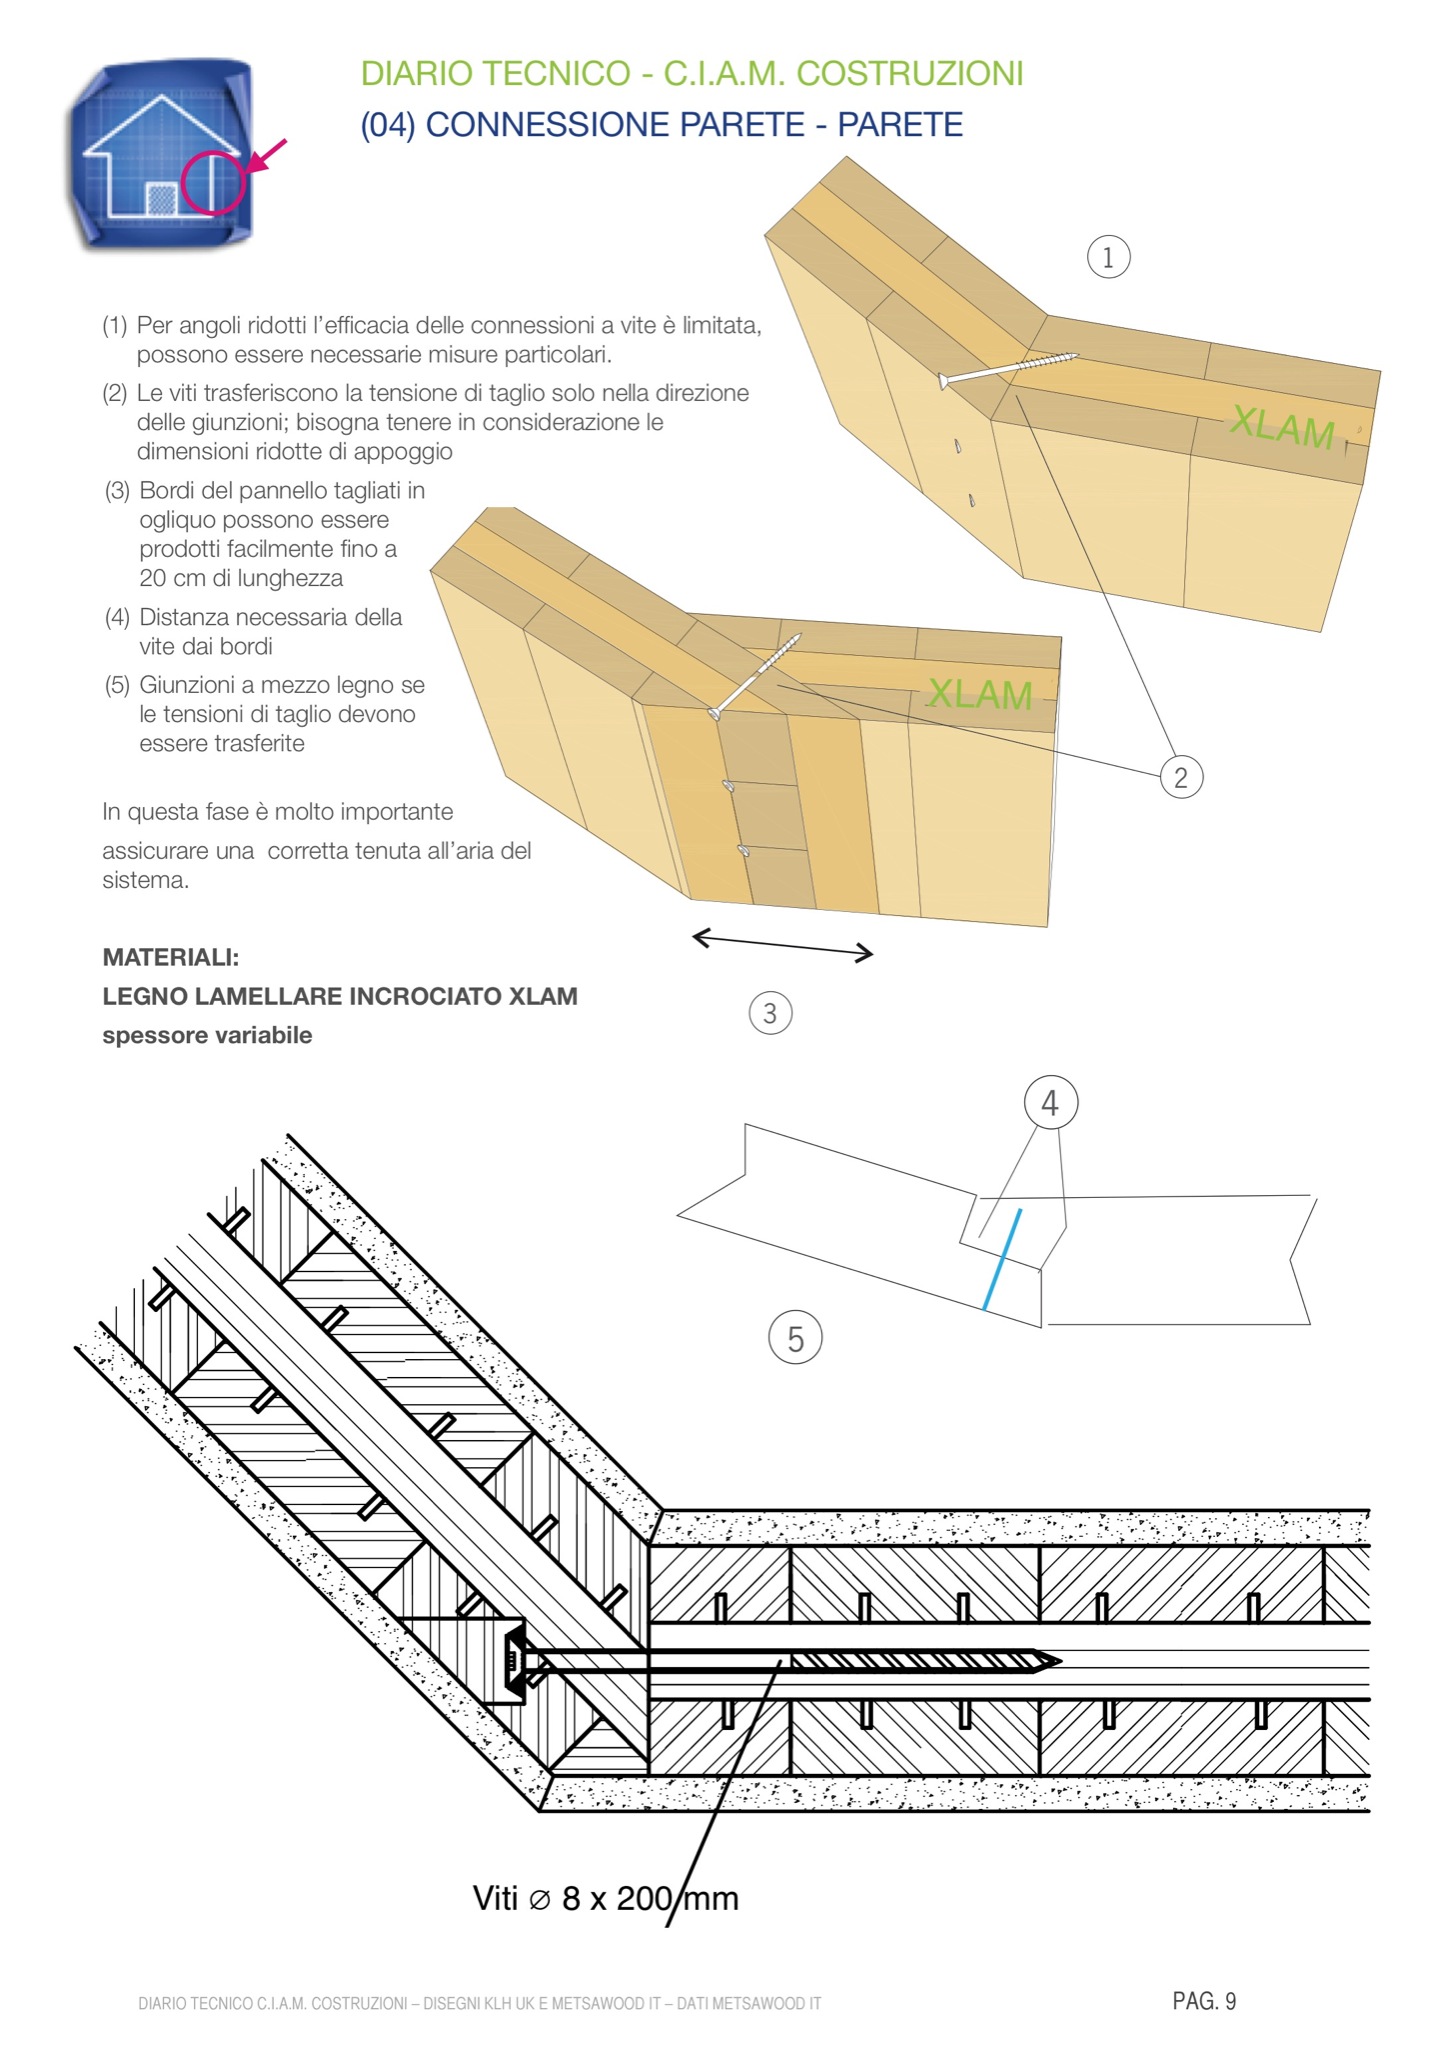 DIARIO TECNICO - C.I.A.M. COSTRUZIONI
(04) CONNESSIONE PARETE - PARETE
1
(1) Per angoli ridotti l’efficacia delle connessioni a vite è limitata,
possono essere necessarie misure particolari.
(2) Le viti trasferiscono la tensione di taglio solo nella direzione
delle giunzioni; bisogna tenere in considerazione le
dimensioni ridotte di appoggio
XLAM
(3) Bordi del pannello tagliati in
ogliquo possono essere
prodotti facilmente fino a
20 cm di lunghezza
(4) Distanza necessaria della
vite dai bordi
(5) Giunzioni a mezzo legno se
le tensioni di taglio devono
essere trasferite
XLAM
2
In questa fase è molto importante
assicurare una corretta tenuta all’aria del
sistema.
MATERIALI:
LEGNO LAMELLARE INCROCIATO XLAM
spessore variabile
3
4
5
Viti ∅ 8 x 200 mm
DIARIO TECNICO C.I.A.M. COSTRUZIONI – DISEGNI KLH UK E METSAWOOD IT – DATI METSAWOOD IT
PAG. 9